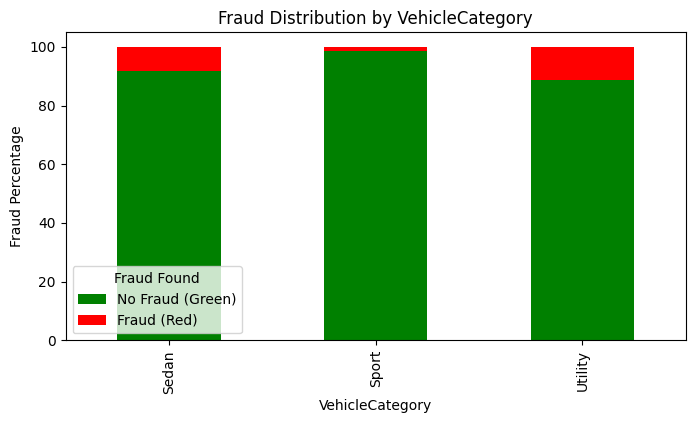 Fraud Distribution by VehicleCategory
100
80
60
40
20
0
Fraud Percentage
Fraud Found
No Fraud (Green)
Fraud (Red)
Sedan
Sport
Utility
VehicleCategory